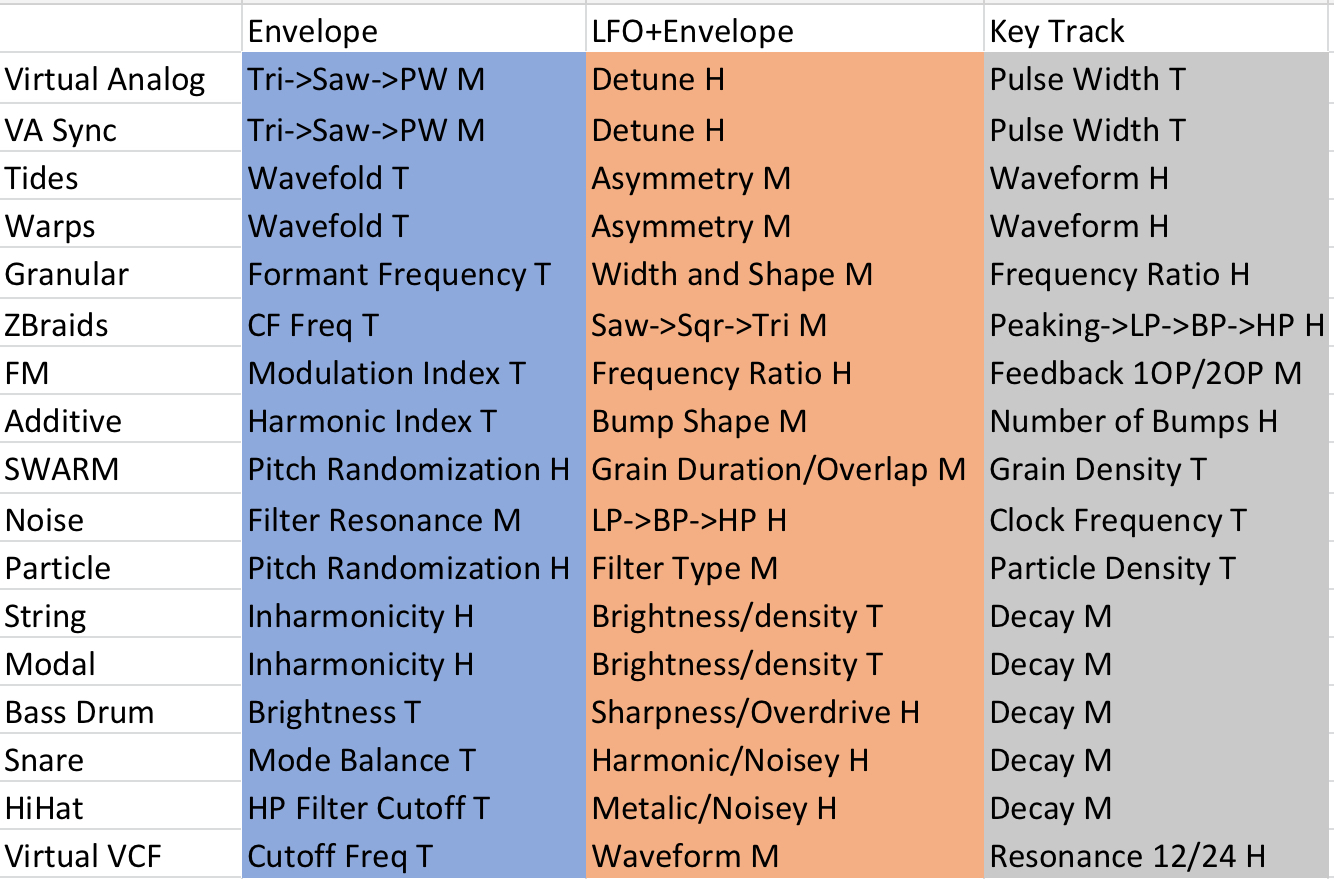 Envelope LFO+Envelope Key Track
Virtual Analog Tri->Saw->PW M Detune H Pulse Width T
VA Sync Tri->Saw->PW M Detune H Pulse Width T
Tides Wavefold T Asymmetry M Waveform H
Warps Wavefold T Asymmetry M Waveform H
Granular Formant Frequency T Width and Shape M Frequency Ratio H
ZBraids CF Freq T Saw->Sqr->Tri M Peaking->LP->BP->HP H
FM Modulation Index T Frequency Ratio H Feedback 1OP/2OP M
Additive Harmonic Index T Bump Shape M Number of Bumps H
SWARM Pitch Randomization H Grain Duration/Overlap M Grain Density T
Noise Filter Resonance M LP->BP->HP H Clock Frequency T
Particle Pitch Randomization H Filter Type M Particle Density T
String Inharmonicity H Brightness/density T Decay M
Modal Inharmonicity H Brightness/density T Decay M
Bass Drum Brightness T Sharpness/Overdrive H Decay M
Snare Mode Balance T Harmonic/Noisey H Decay M
HiHat HP Filter Cutoff T Metalic/Noisey H Decay M
Virtual VCF Cutoff Freq T Waveform M Resonance 12/24 H